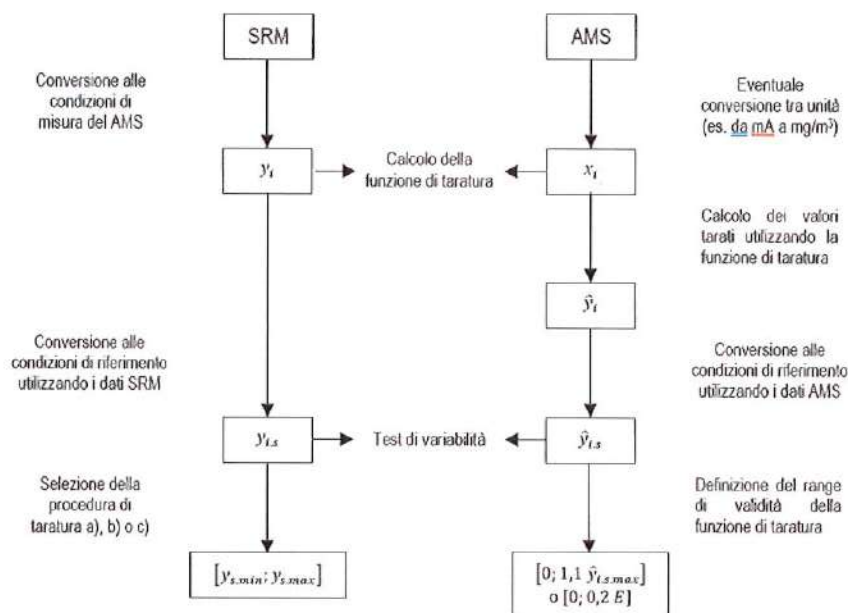 SRM
AMS
Conversione alle
condizioni di
misura del AMS
Eventuale
conversione tra unità
(es. da mA a mg/m³)
yᵢ
Calcolo della
funzione di taratura
xᵢ
Calcolo dei valori
tarati utilizzando la
funzione di taratura
ŷᵢ
Conversione alle
condizioni di riferimento
utilizzando i dati SRM
Conversione alle
condizioni di riferimento
utilizzando i dati AMS
yᵢ.ₛ
Test di variabilità
ŷᵢ.ₛ
Selezione della
procedura di
taratura a), b) o c)
Definizione del range
di validità della
funzione di taratura
[yₛ.min; yₛ.max]
[0; 1,1 ŷᵢ.ₛ.max]
o [0; 0,2 E]